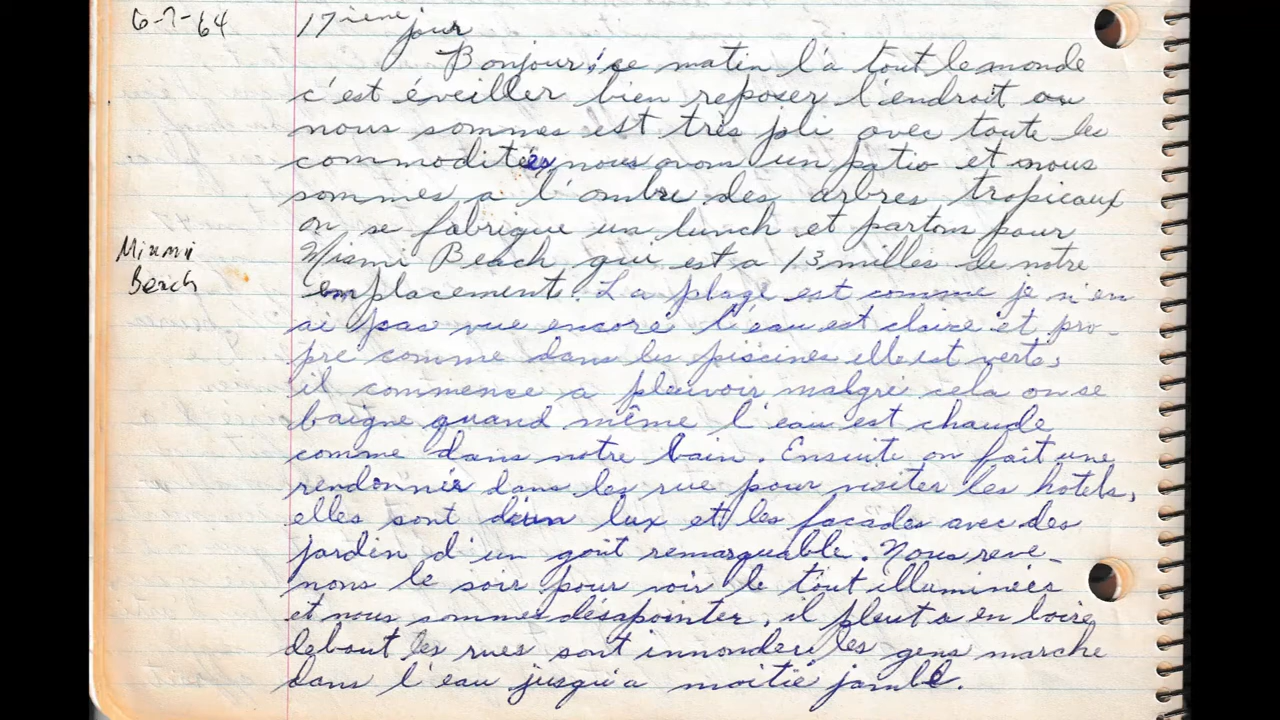 6-7-64 17ieme jour
Bonjour, ce matin l'a tout le monde
c'est éveiller bien reposer l'endroit ou
nous sommes est très joli avec toute les
commodités, nous avons un patio et nous
sommes a l'ombre des arbres tropicaux
on se fabrique un lunch et partons pour
Miami Beach qui est a 13 milles de notre
Miami
Beach
emplacement. La plage est comme je n'en
ai pas vue encore l'eau est claire et pro-
pre comme dans les piscines elle est verte,
il commence a pleuvoir malgré cela on se
baigne quand même l'eau est chaude
comme dans notre bain. Ensuite on fait une
rendonnée dans les rue pour visiter les hotels,
elles sont d'un lux et les facades avec des
jardin d'un goût remarquable. Nous reve-
nons le soir pour voir le tout illuminées
et nous sommes désapointer, il pleut a en boire
debout les rues sont innonder les gens marche
dans l'eau jusqu'a moitié jambe.